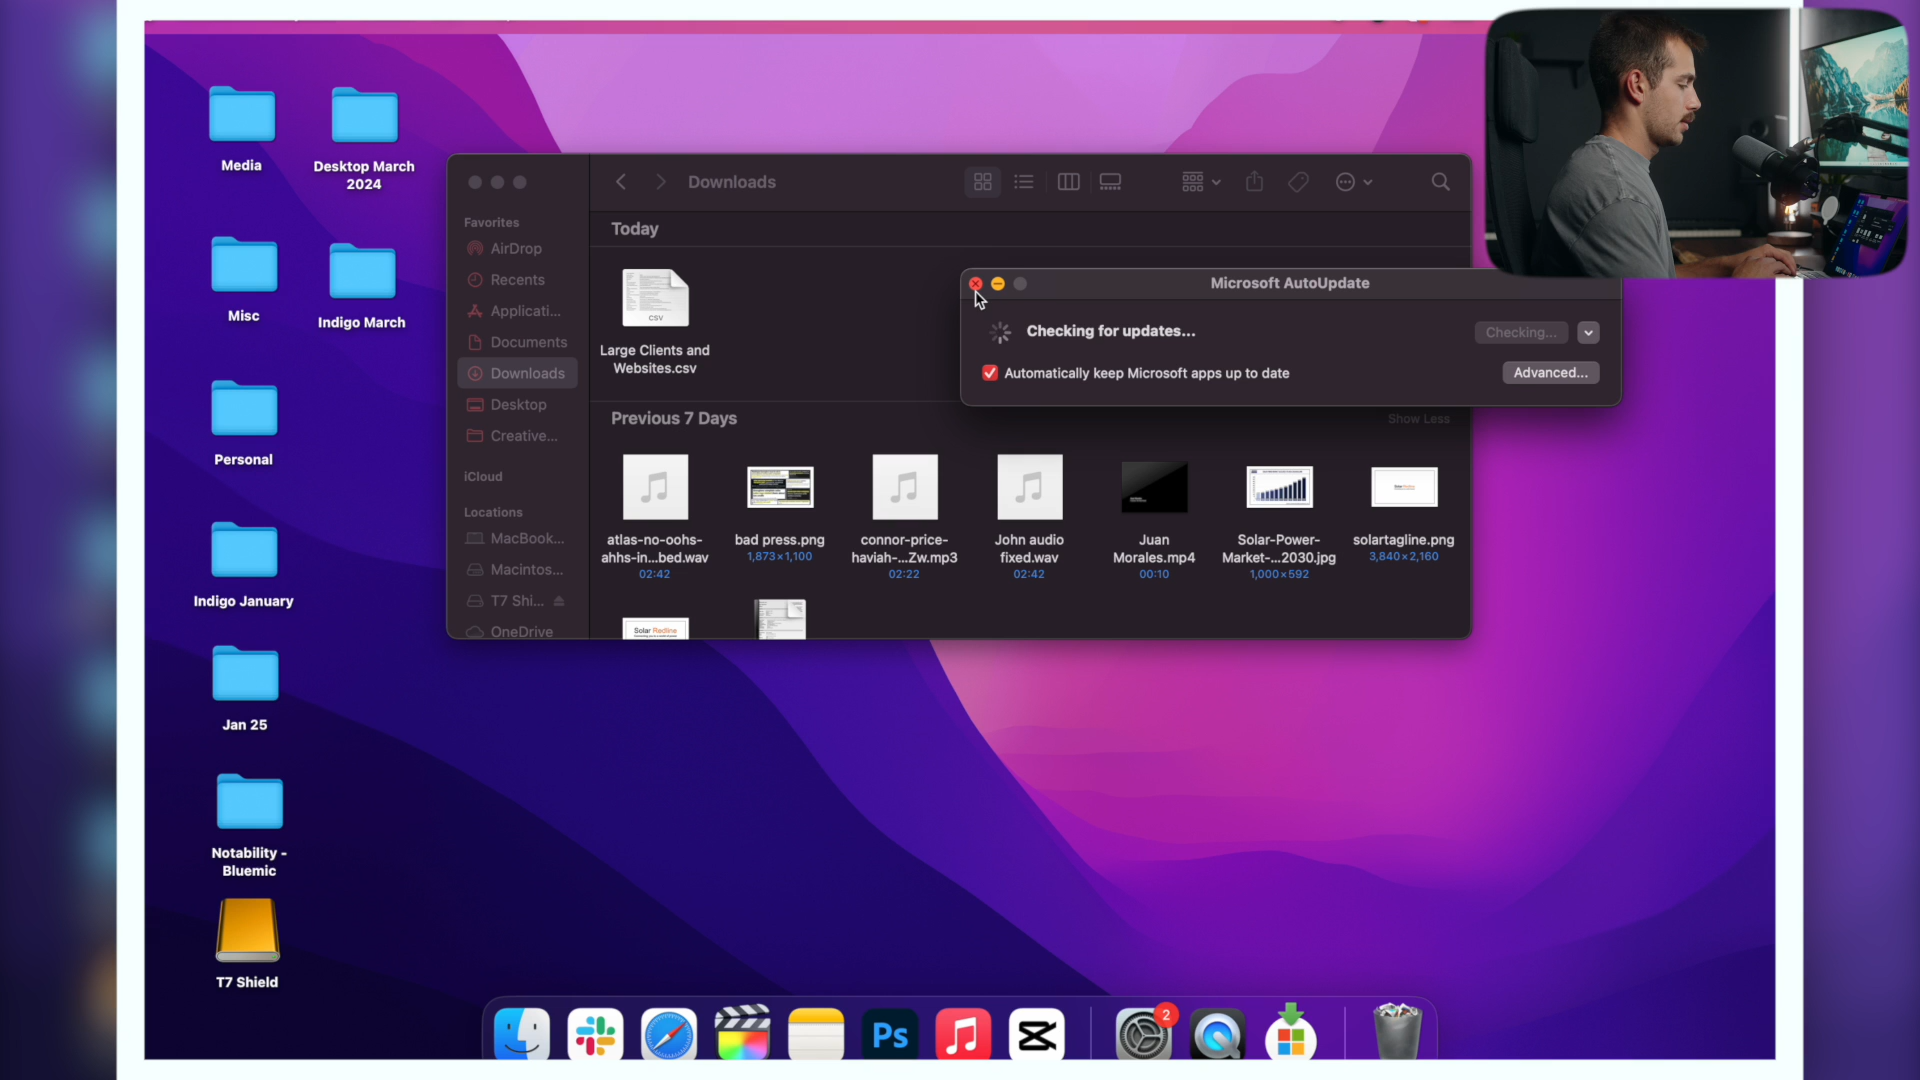 Media
Desktop March
2024
Misc
Indigo March
Personal
Indigo January
Jan 25
Notability -
Bluemic
T7 Shield
Downloads
Favorites
AirDrop
Recents
Applicati...
Documents
Downloads
Desktop
Creative...
iCloud
Locations
MacBook...
Macintos...
T7 Shi...
OneDrive
Today
CSV
Large Clients and
Websites.csv
Microsoft AutoUpdate
Checking for updates...
Checking...
Automatically keep Microsoft apps up to date
Advanced...
Previous 7 Days
Show Less
atlas-no-oohs-
ahhs-in...bed.wav
02:42
bad press.png
1,873×1,100
connor-price-
haviah-...Zw.mp3
02:22
John audio
fixed.wav
02:42
Juan
Morales.mp4
00:10
Solar-Power-
Market-...2030.jpg
1,000×592
solartagline.png
3,840×2,160
Solar Redline
Ps
2